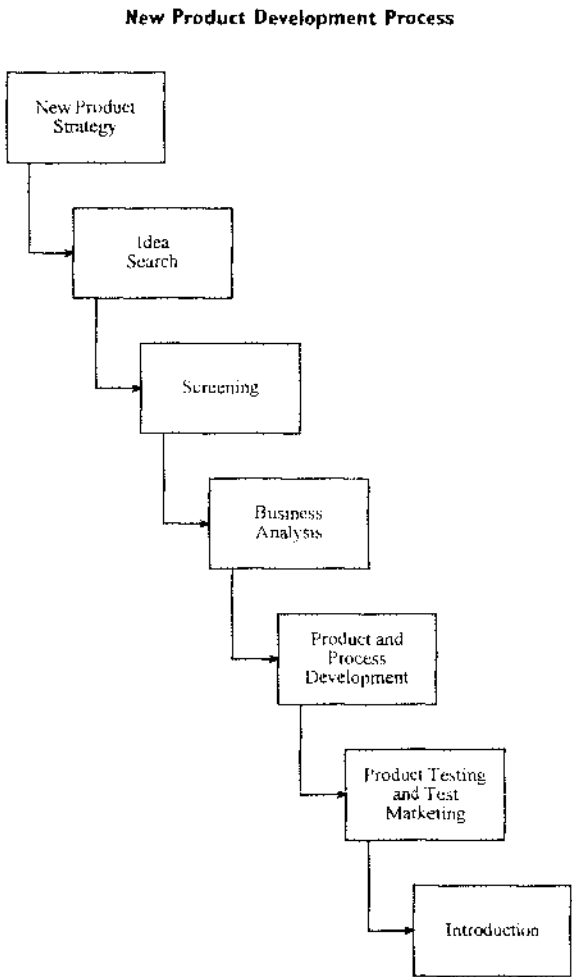 New Product Development Process
New Product
Strategy
Idea
Search
Screening
Business
Analysis
Product and
Process
Development
Product Testing
and Test
Marketing
Introduction